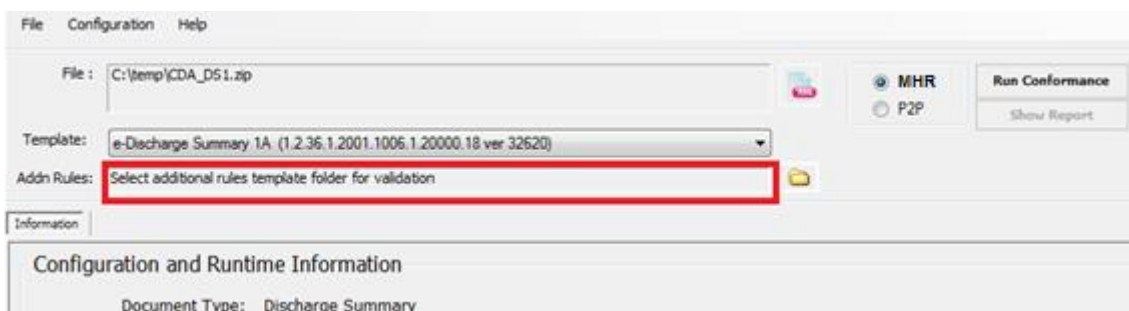 File Configuration Help
File : C:\temp\CDA_DS1.zip
MHR
Run Conformance
P2P
Show Report
Template: e-Discharge Summary 1A (1.2.36.1.2001.1006.1.20000.18 ver 32620)
Addn Rules: Select additional rules template folder for validation
Information
Configuration and Runtime Information
Document Type: Discharge Summary